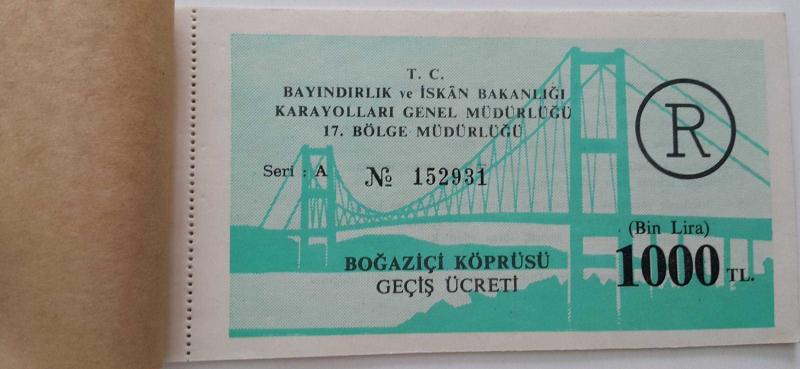 T. C.
BAYINDIRLIK ve İSKÂN BAKANLIĞI
KARAYOLLARI GENEL MÜDÜRLÜĞÜ
17. BÖLGE MÜDÜRLÜĞÜ
R
Seri : A № 152931
(Bin Lira)
1000 TL.
BOĞAZİÇİ KÖPRÜSÜ
GEÇİŞ ÜCRETİ